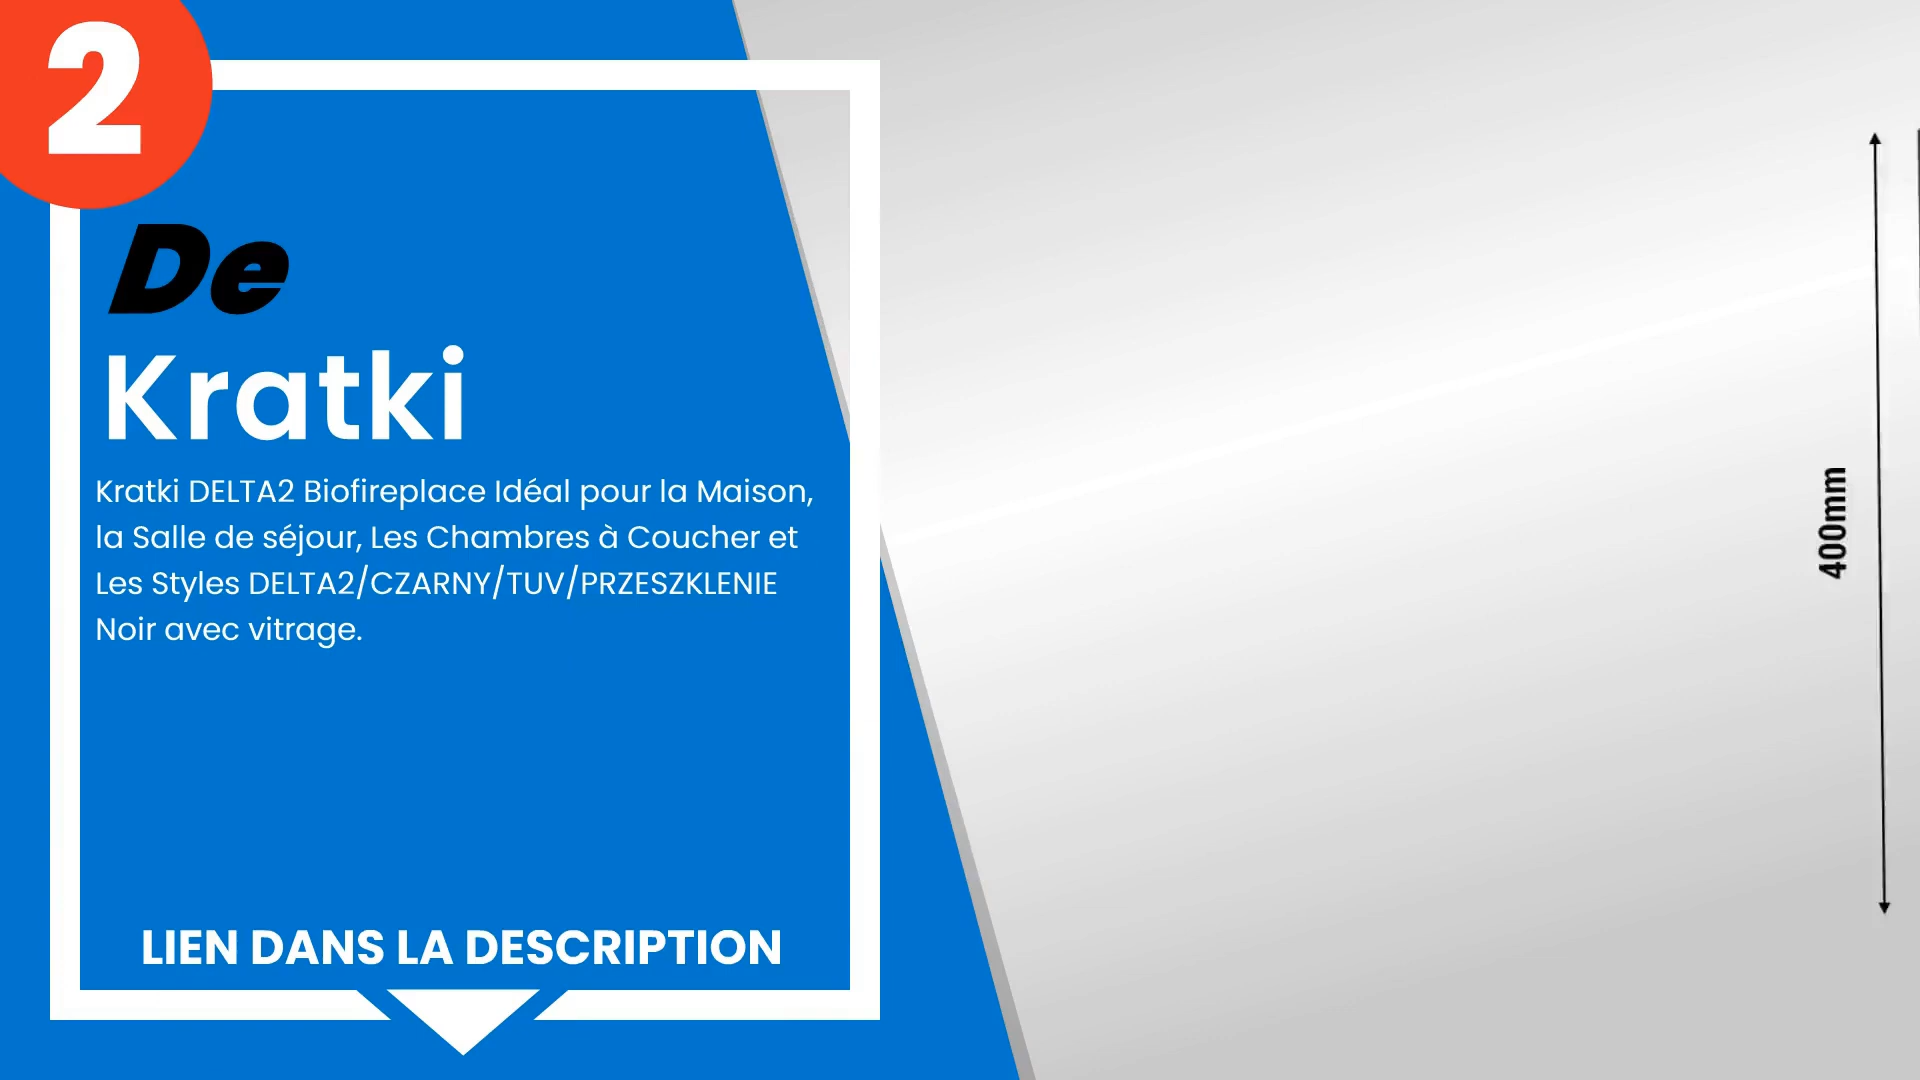 2
De
Kratki
Kratki DELTA2 Biofireplace Idéal pour la Maison,
la Salle de séjour, Les Chambres à Coucher et
Les Styles DELTA2/CZARNY/TUV/PRZESZKLENIE
Noir avec vitrage.
LIEN DANS LA DESCRIPTION
400mm